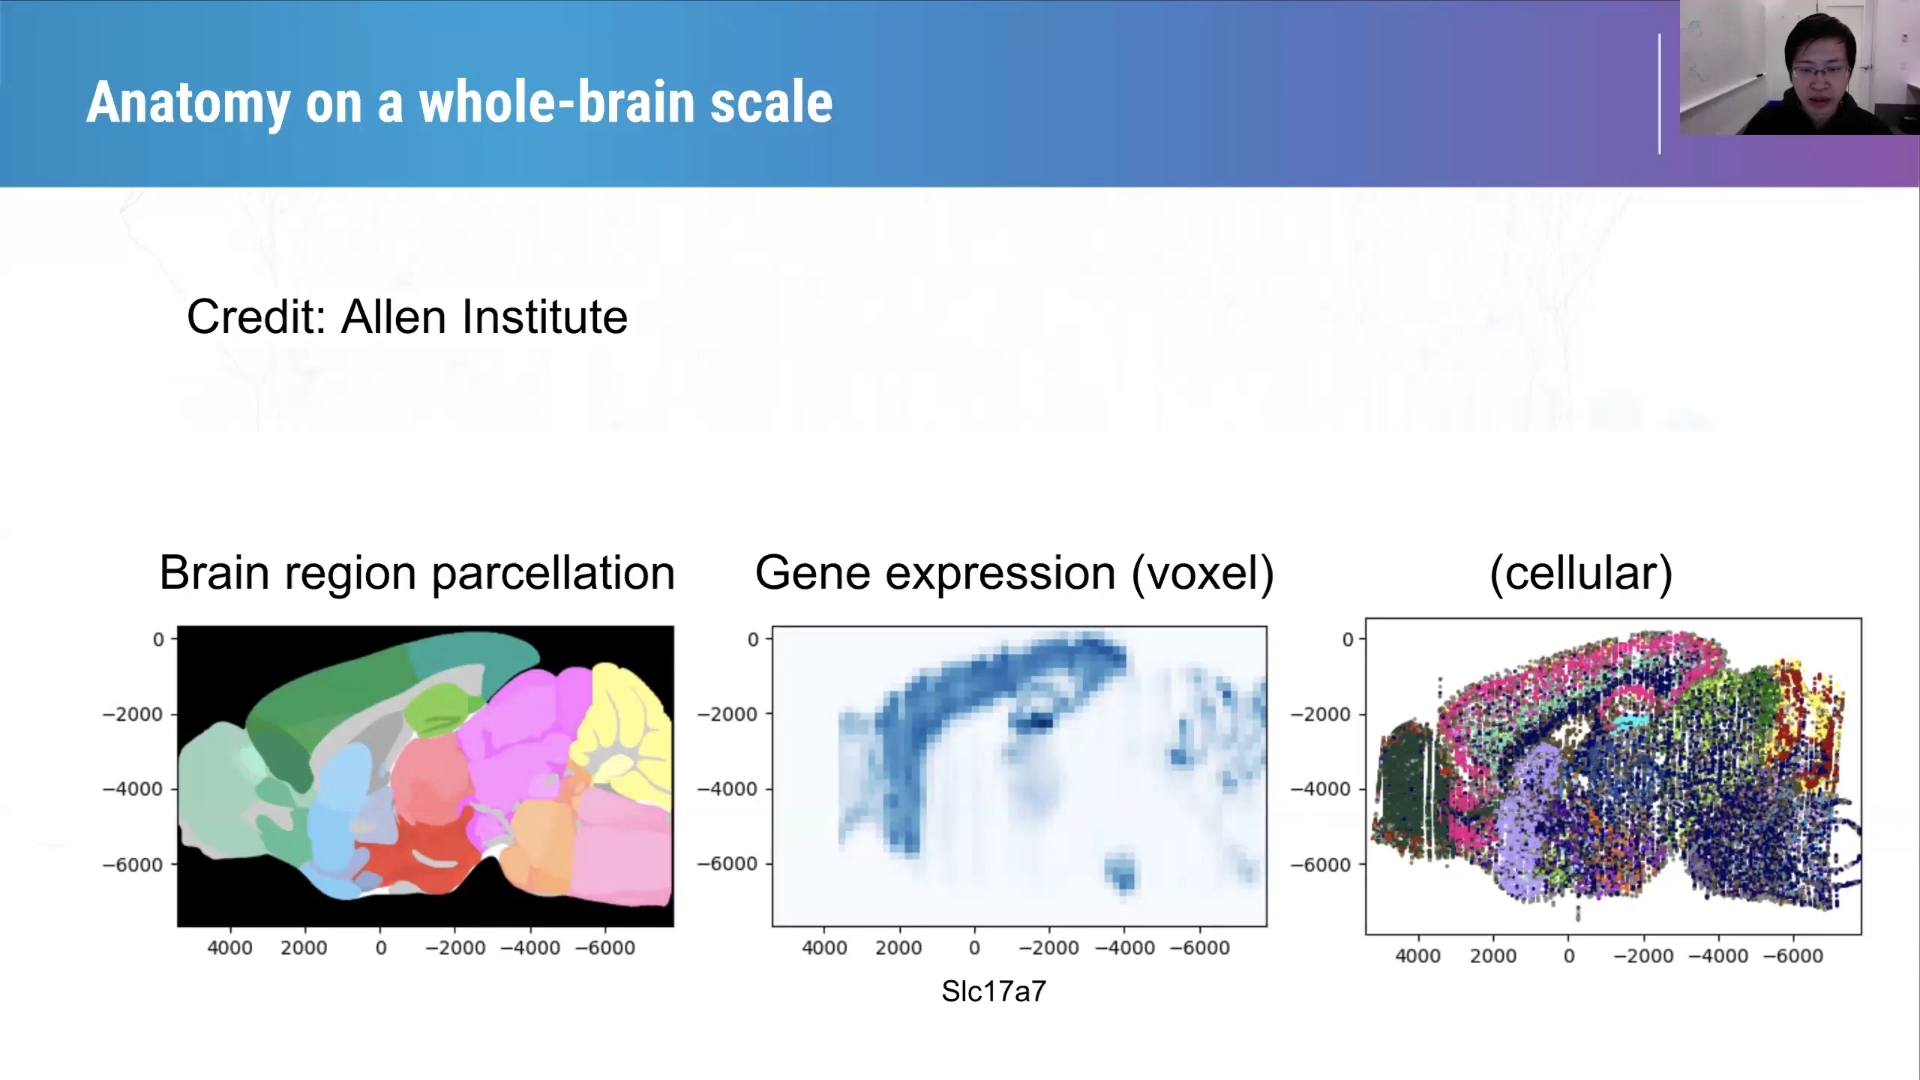 Anatomy on a whole-brain scale
Credit: Allen Institute
Brain region parcellation
Gene expression (voxel)
(cellular)
0
−2000
−4000
−6000
4000 2000 0 −2000 −4000 −6000
0
−2000
−4000
−6000
4000 2000 0 −2000 −4000 −6000
Slc17a7
0
−2000
−4000
−6000
4000 2000 0 −2000 −4000 −6000